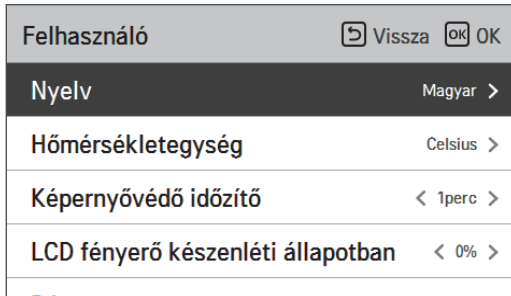 Felhasználó Vissza OK OK
Nyelv Magyar >
Hőmérsékletegység Celsius >
Képernyővédő időzítő < 1perc >
LCD fényerő készenléti állapotban < 0% >